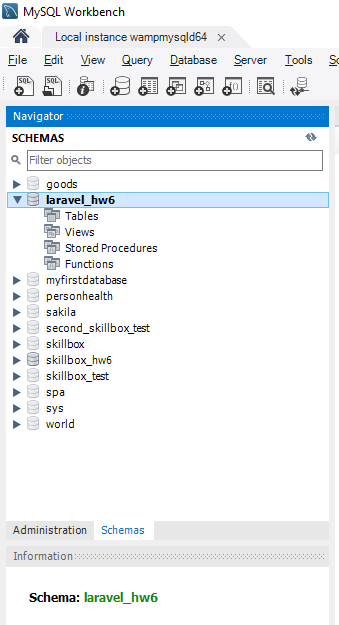 MySQL Workbench
Local instance wampmysqld64 ×
File Edit View Query Database Server Tools Sc
Navigator
SCHEMAS
Filter objects
goods
laravel_hw6
Tables
Views
Stored Procedures
Functions
myfirstdatabase
personhealth
sakila
second_skillbox_test
skillbox
skillbox_hw6
skillbox_test
spa
sys
world
Administration Schemas
Information
Schema: laravel_hw6